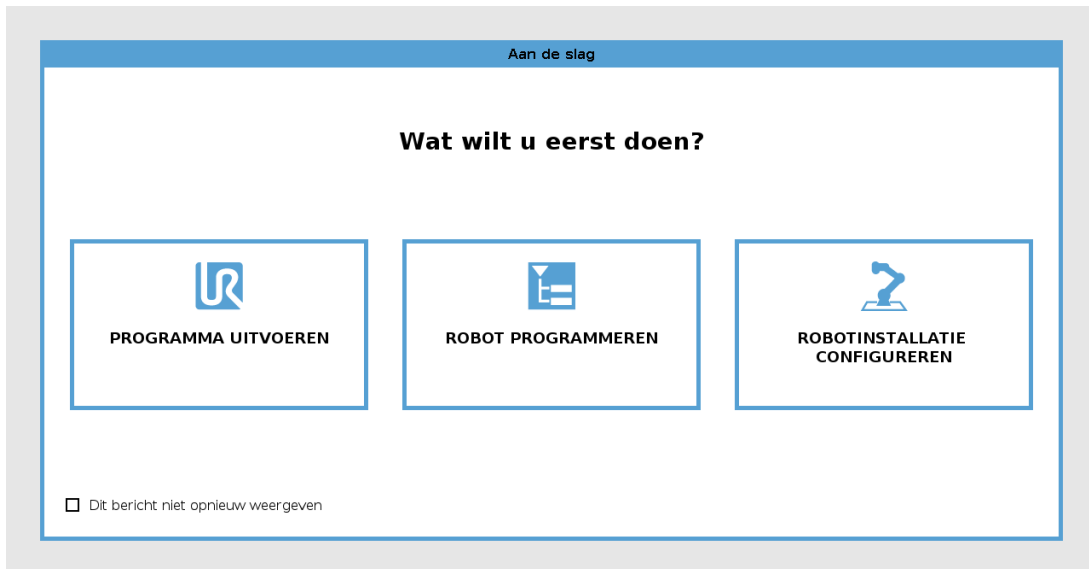 Aan de slag
Wat wilt u eerst doen?
PROGRAMMA UITVOEREN
ROBOT PROGRAMMEREN
ROBOTINSTALLATIE
CONFIGUREREN
Dit bericht niet opnieuw weergeven